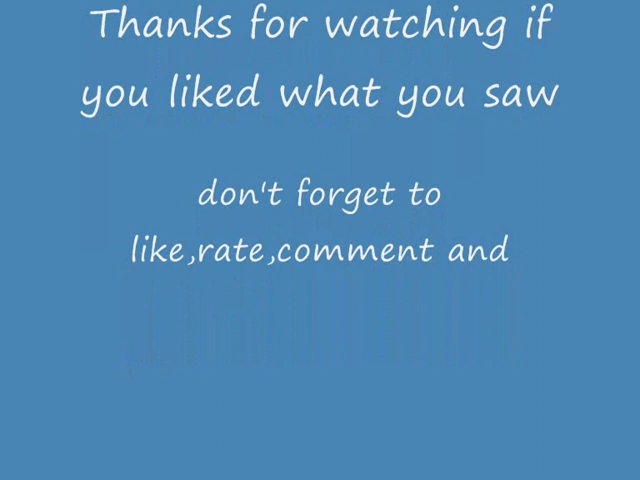 Thanks for watching if
you liked what you saw
don't forget to
like,rate,comment and